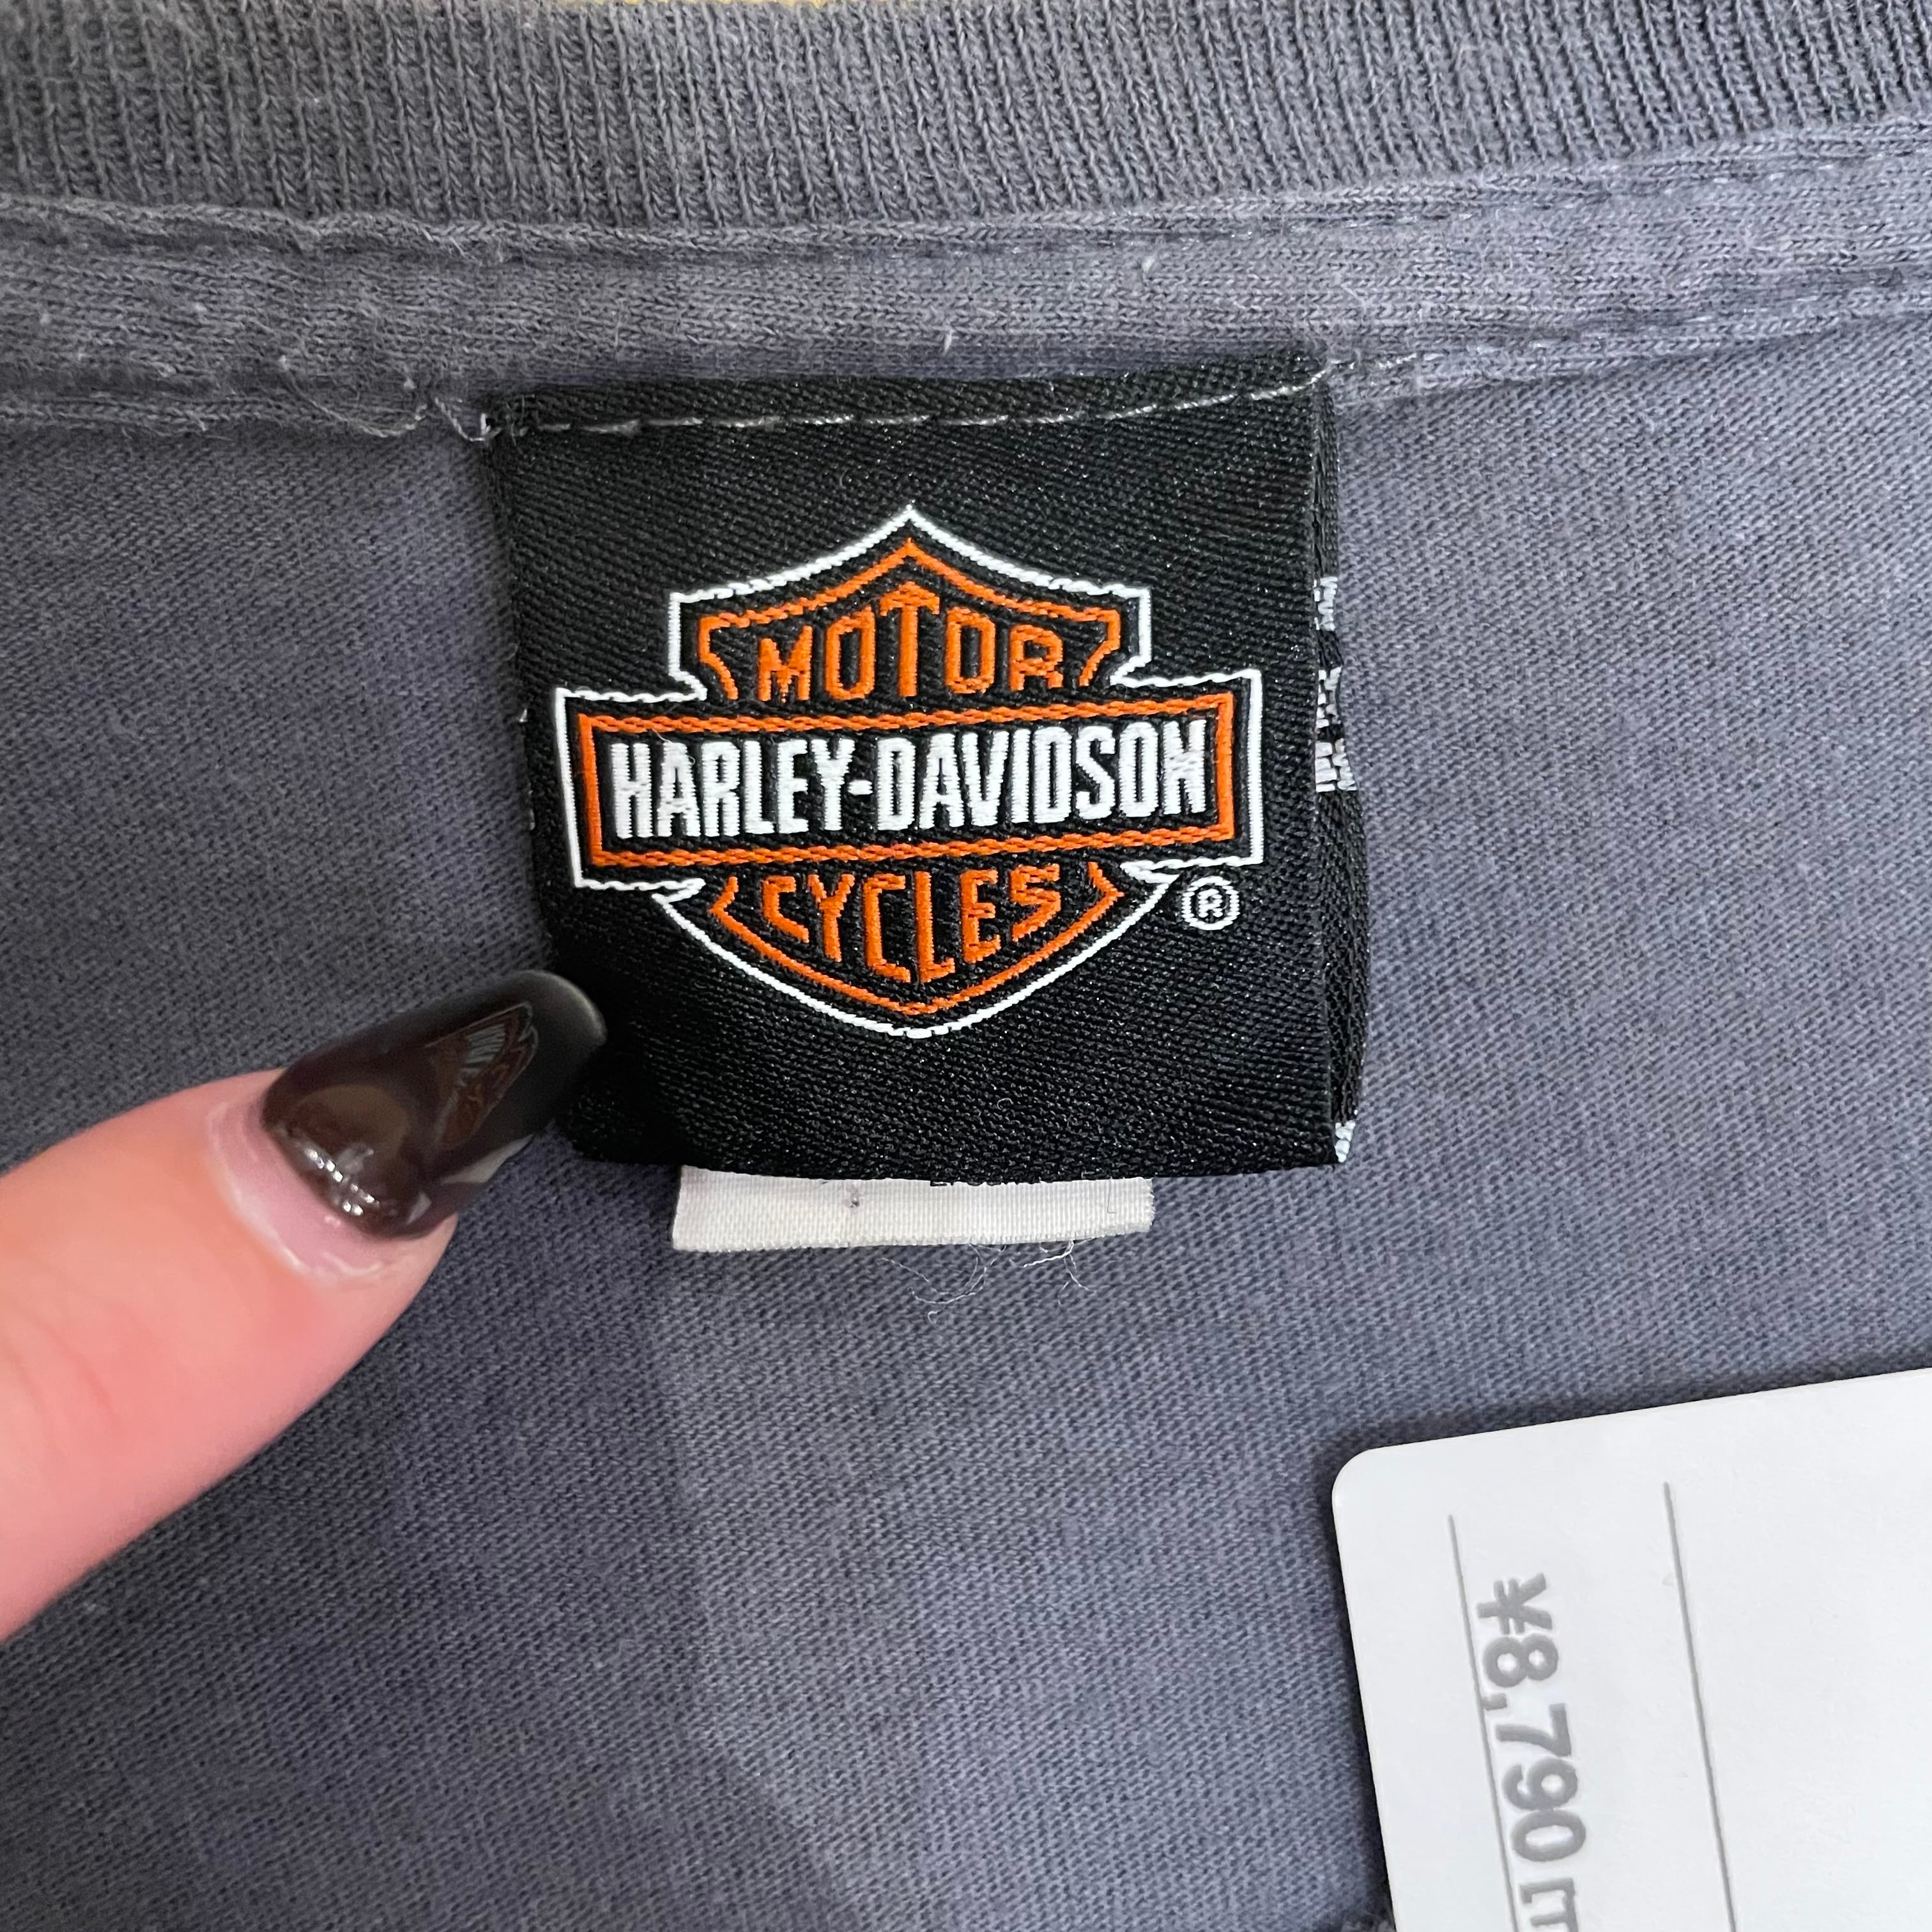 MOTOR
HARLEY-DAVIDSON
CYCLES
®
¥8,790